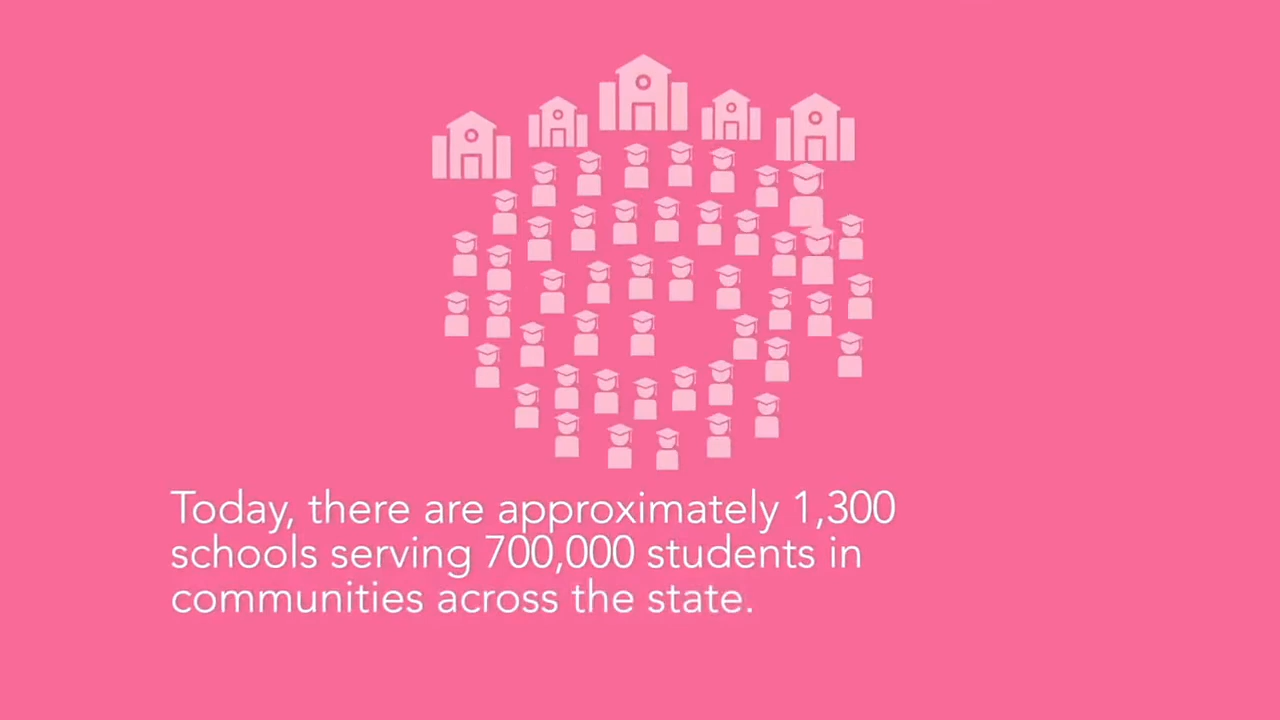 Today, there are approximately 1,300
schools serving 700,000 students in
communities across the state.